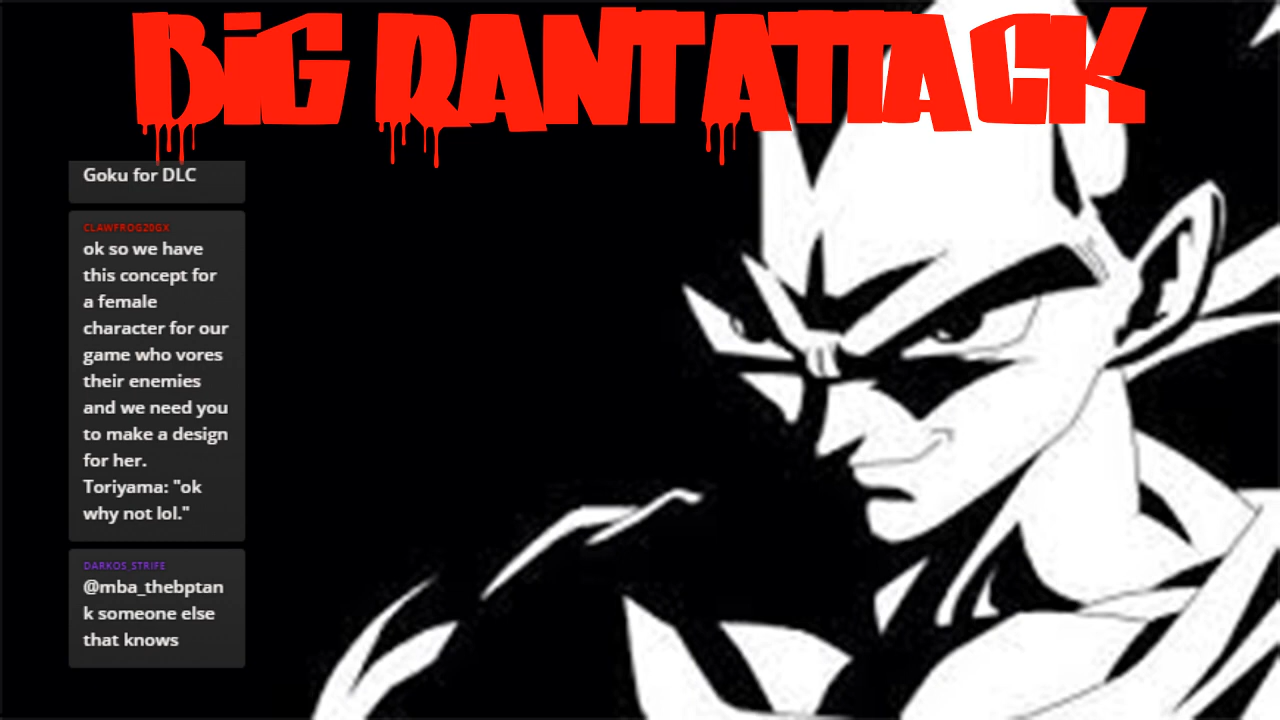 BiG RANT ATTACK
Goku for DLC
CLAWFROG20GX
ok so we have
this concept for
a female
character for our
game who vores
their enemies
and we need you
to make a design
for her.
Toriyama: "ok
why not lol."
DARKOS_STRIFE
@mba_thebptan
k someone else
that knows